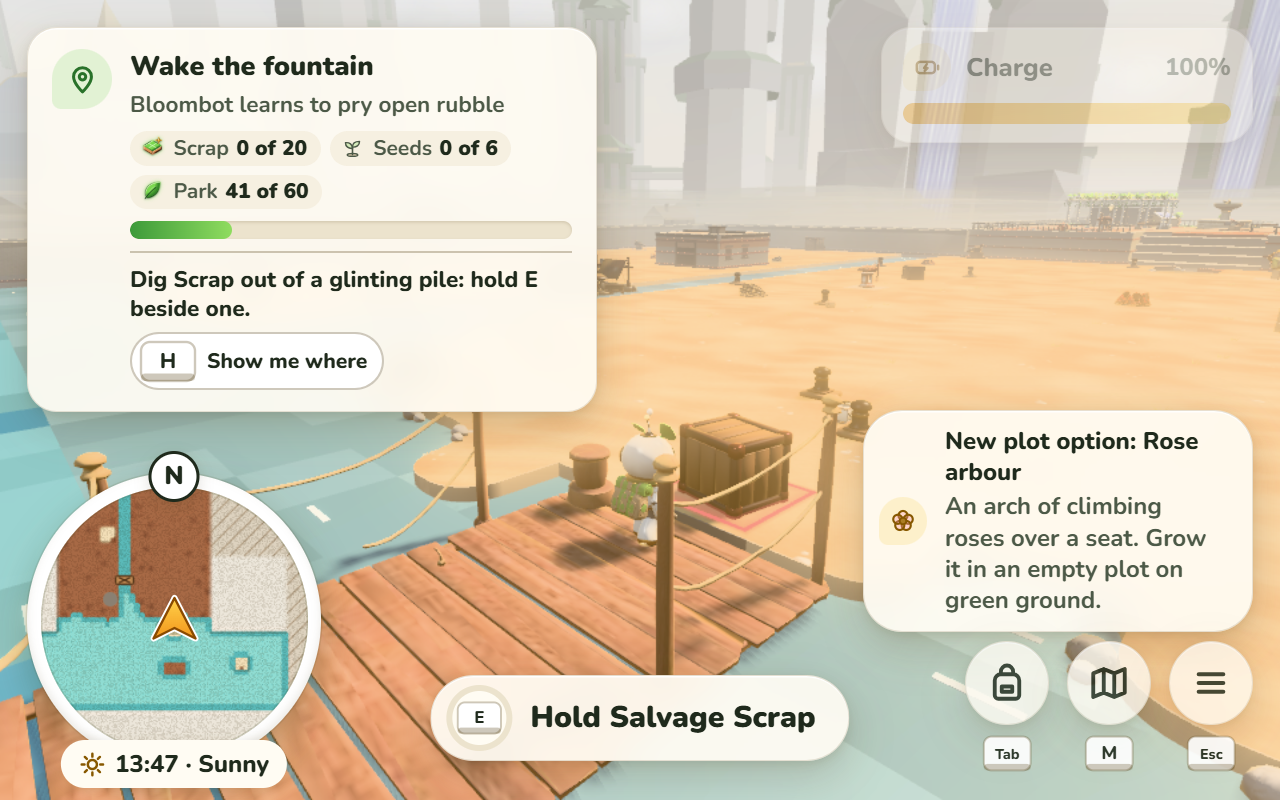 Wake the fountain
Bloombot learns to pry open rubble
Scrap 0 of 20 Seeds 0 of 6
Park 41 of 60
Dig Scrap out of a glinting pile: hold E
beside one.
H Show me where
Charge 100%
New plot option: Rose
arbour
An arch of climbing
roses over a seat. Grow
it in an empty plot on
green ground.
N
13:47 · Sunny
E Hold Salvage Scrap
Tab M Esc